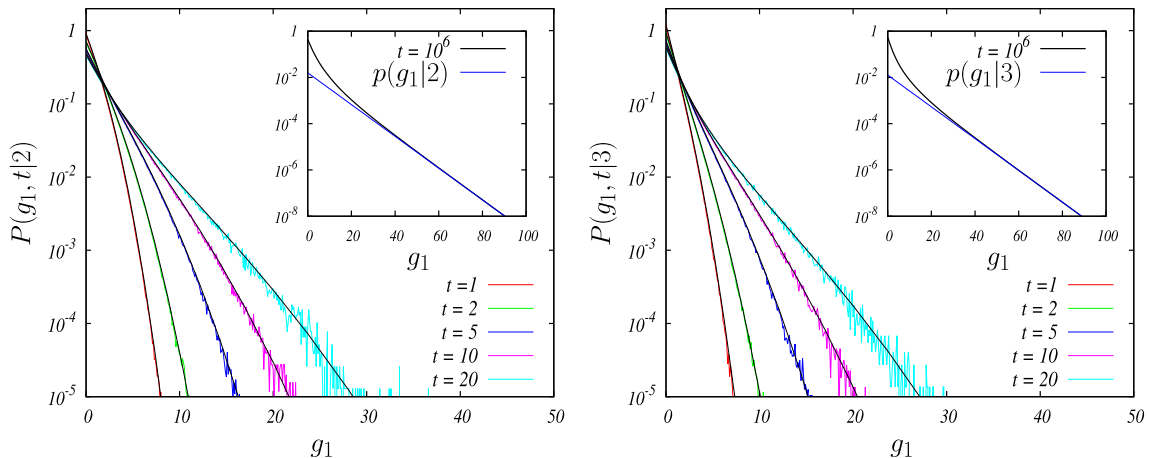 P(g₁, t|2)
1
10⁻¹
10⁻²
10⁻³
10⁻⁴
10⁻⁵
0 10 20 30 40 50
g₁
t =1
t = 2
t = 5
t = 10
t = 20
1
10⁻²
10⁻⁴
10⁻⁶
10⁻⁸
0 20 40 60 80 100
g₁
t = 10⁶
p(g₁|2)
P(g₁, t|3)
1
10⁻¹
10⁻²
10⁻³
10⁻⁴
10⁻⁵
0 10 20 30 40 50
g₁
t =1
t = 2
t = 5
t = 10
t = 20
1
10⁻²
10⁻⁴
10⁻⁶
10⁻⁸
0 20 40 60 80 100
g₁
t = 10⁶
p(g₁|3)